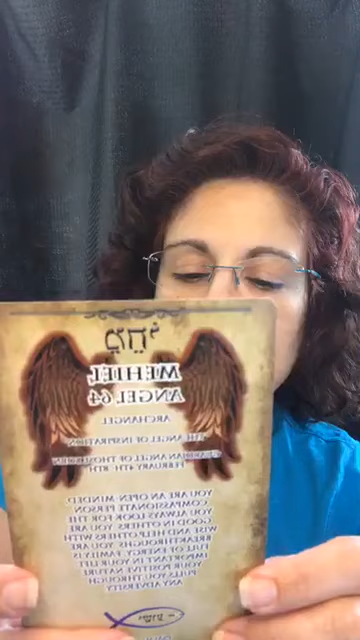 מחי
MEHIEL
ANGEL 64
ARCHANGEL
"THE ANGEL OF INSPIRATION"
GUARDIAN ANGEL OF THOSE BORN
FEBRUARY 4TH-8TH
YOU ARE AN OPEN-MINDED,
COMPASSIONATE PERSON
YOU ALWAYS LOOK FOR THE
GOOD IN OTHERS. YOU ARE
WISE AND HELP OTHERS WITH
BREAKTHROUGHS. YOU ARE
FULL OF ENERGY. FAMILY IS
IMPORTANT IN YOUR LIFE.
YOUR POSITIVE NATURE
PULLS YOU THROUGH
ANY ADVERSITY